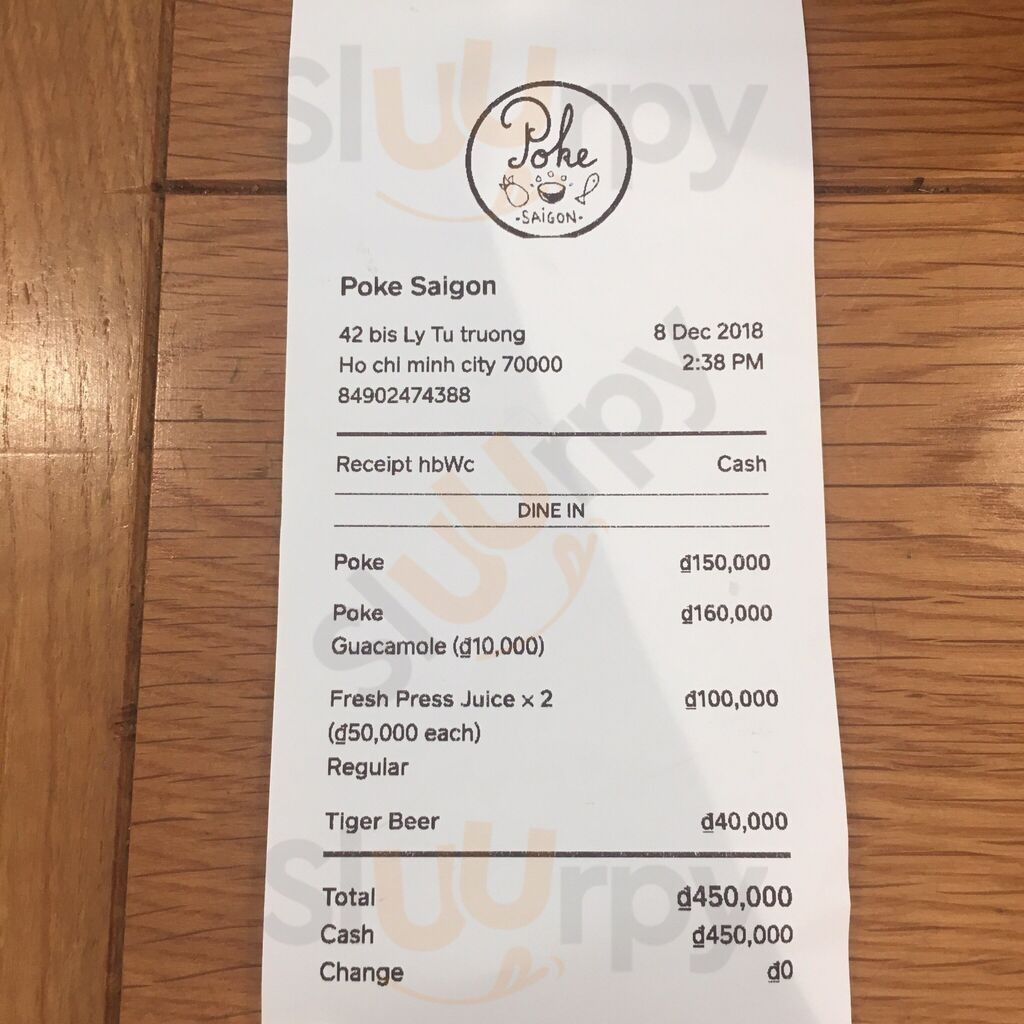 Poke
-SAIGON-
Poke Saigon
42 bis Ly Tu truong 8 Dec 2018
Ho chi minh city 70000 2:38 PM
84902474388
Receipt hbWc Cash
DINE IN
Poke ₫150,000
Poke ₫160,000
Guacamole (₫10,000)
Fresh Press Juice x 2 ₫100,000
(₫50,000 each)
Regular
Tiger Beer ₫40,000
Total ₫450,000
Cash ₫450,000
Change ₫0
sluurpy
sluurpy
sluurpy